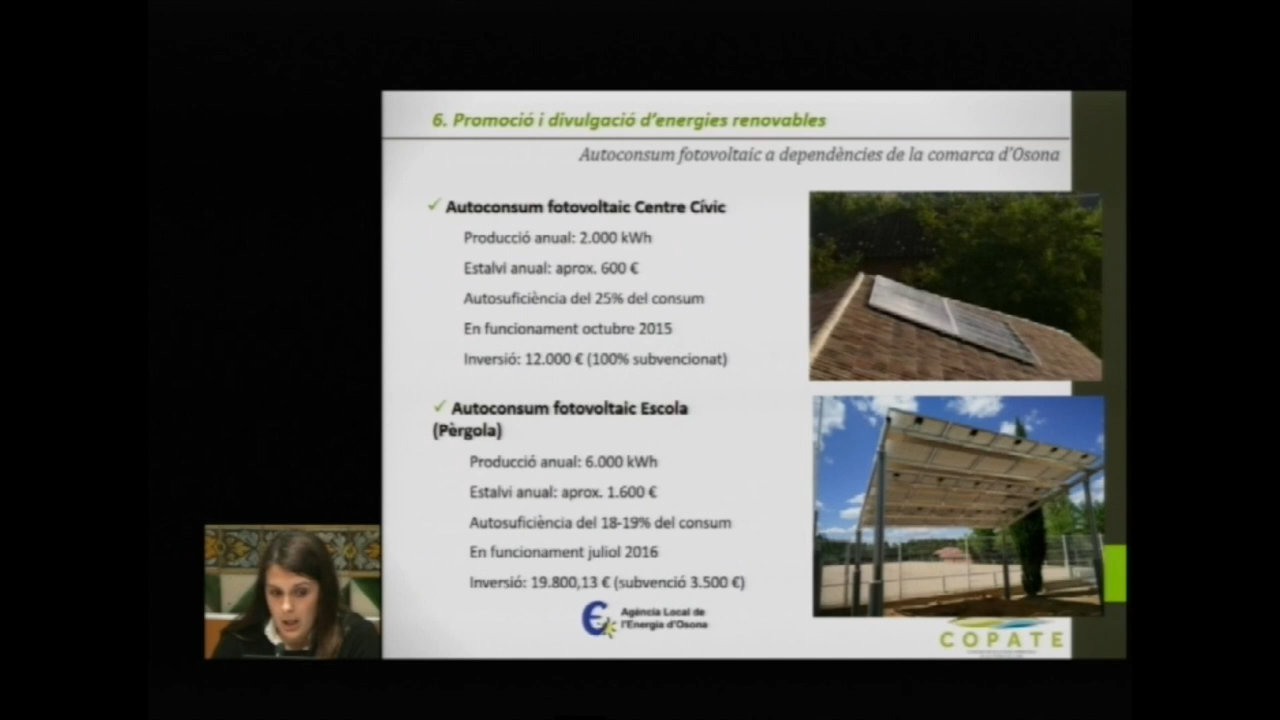 6. Promoció i divulgació d'energies renovables
Autoconsum fotovoltaic a dependències de la comarca d'Osona
✓ Autoconsum fotovoltaic Centre Cívic
Producció anual: 2.000 kWh
Estalvi anual: aprox. 600 €
Autosuficiència del 25% del consum
En funcionament octubre 2015
Inversió: 12.000 € (100% subvencionat)
✓ Autoconsum fotovoltaic Escola
(Pèrgola)
Producció anual: 6.000 kWh
Estalvi anual: aprox. 1.600 €
Autosuficiència del 18-19% del consum
En funcionament juliol 2016
Inversió: 19.800,13 € (subvenció 3.500 €)
Agència Local de
l'Energia d'Osona
COPATE